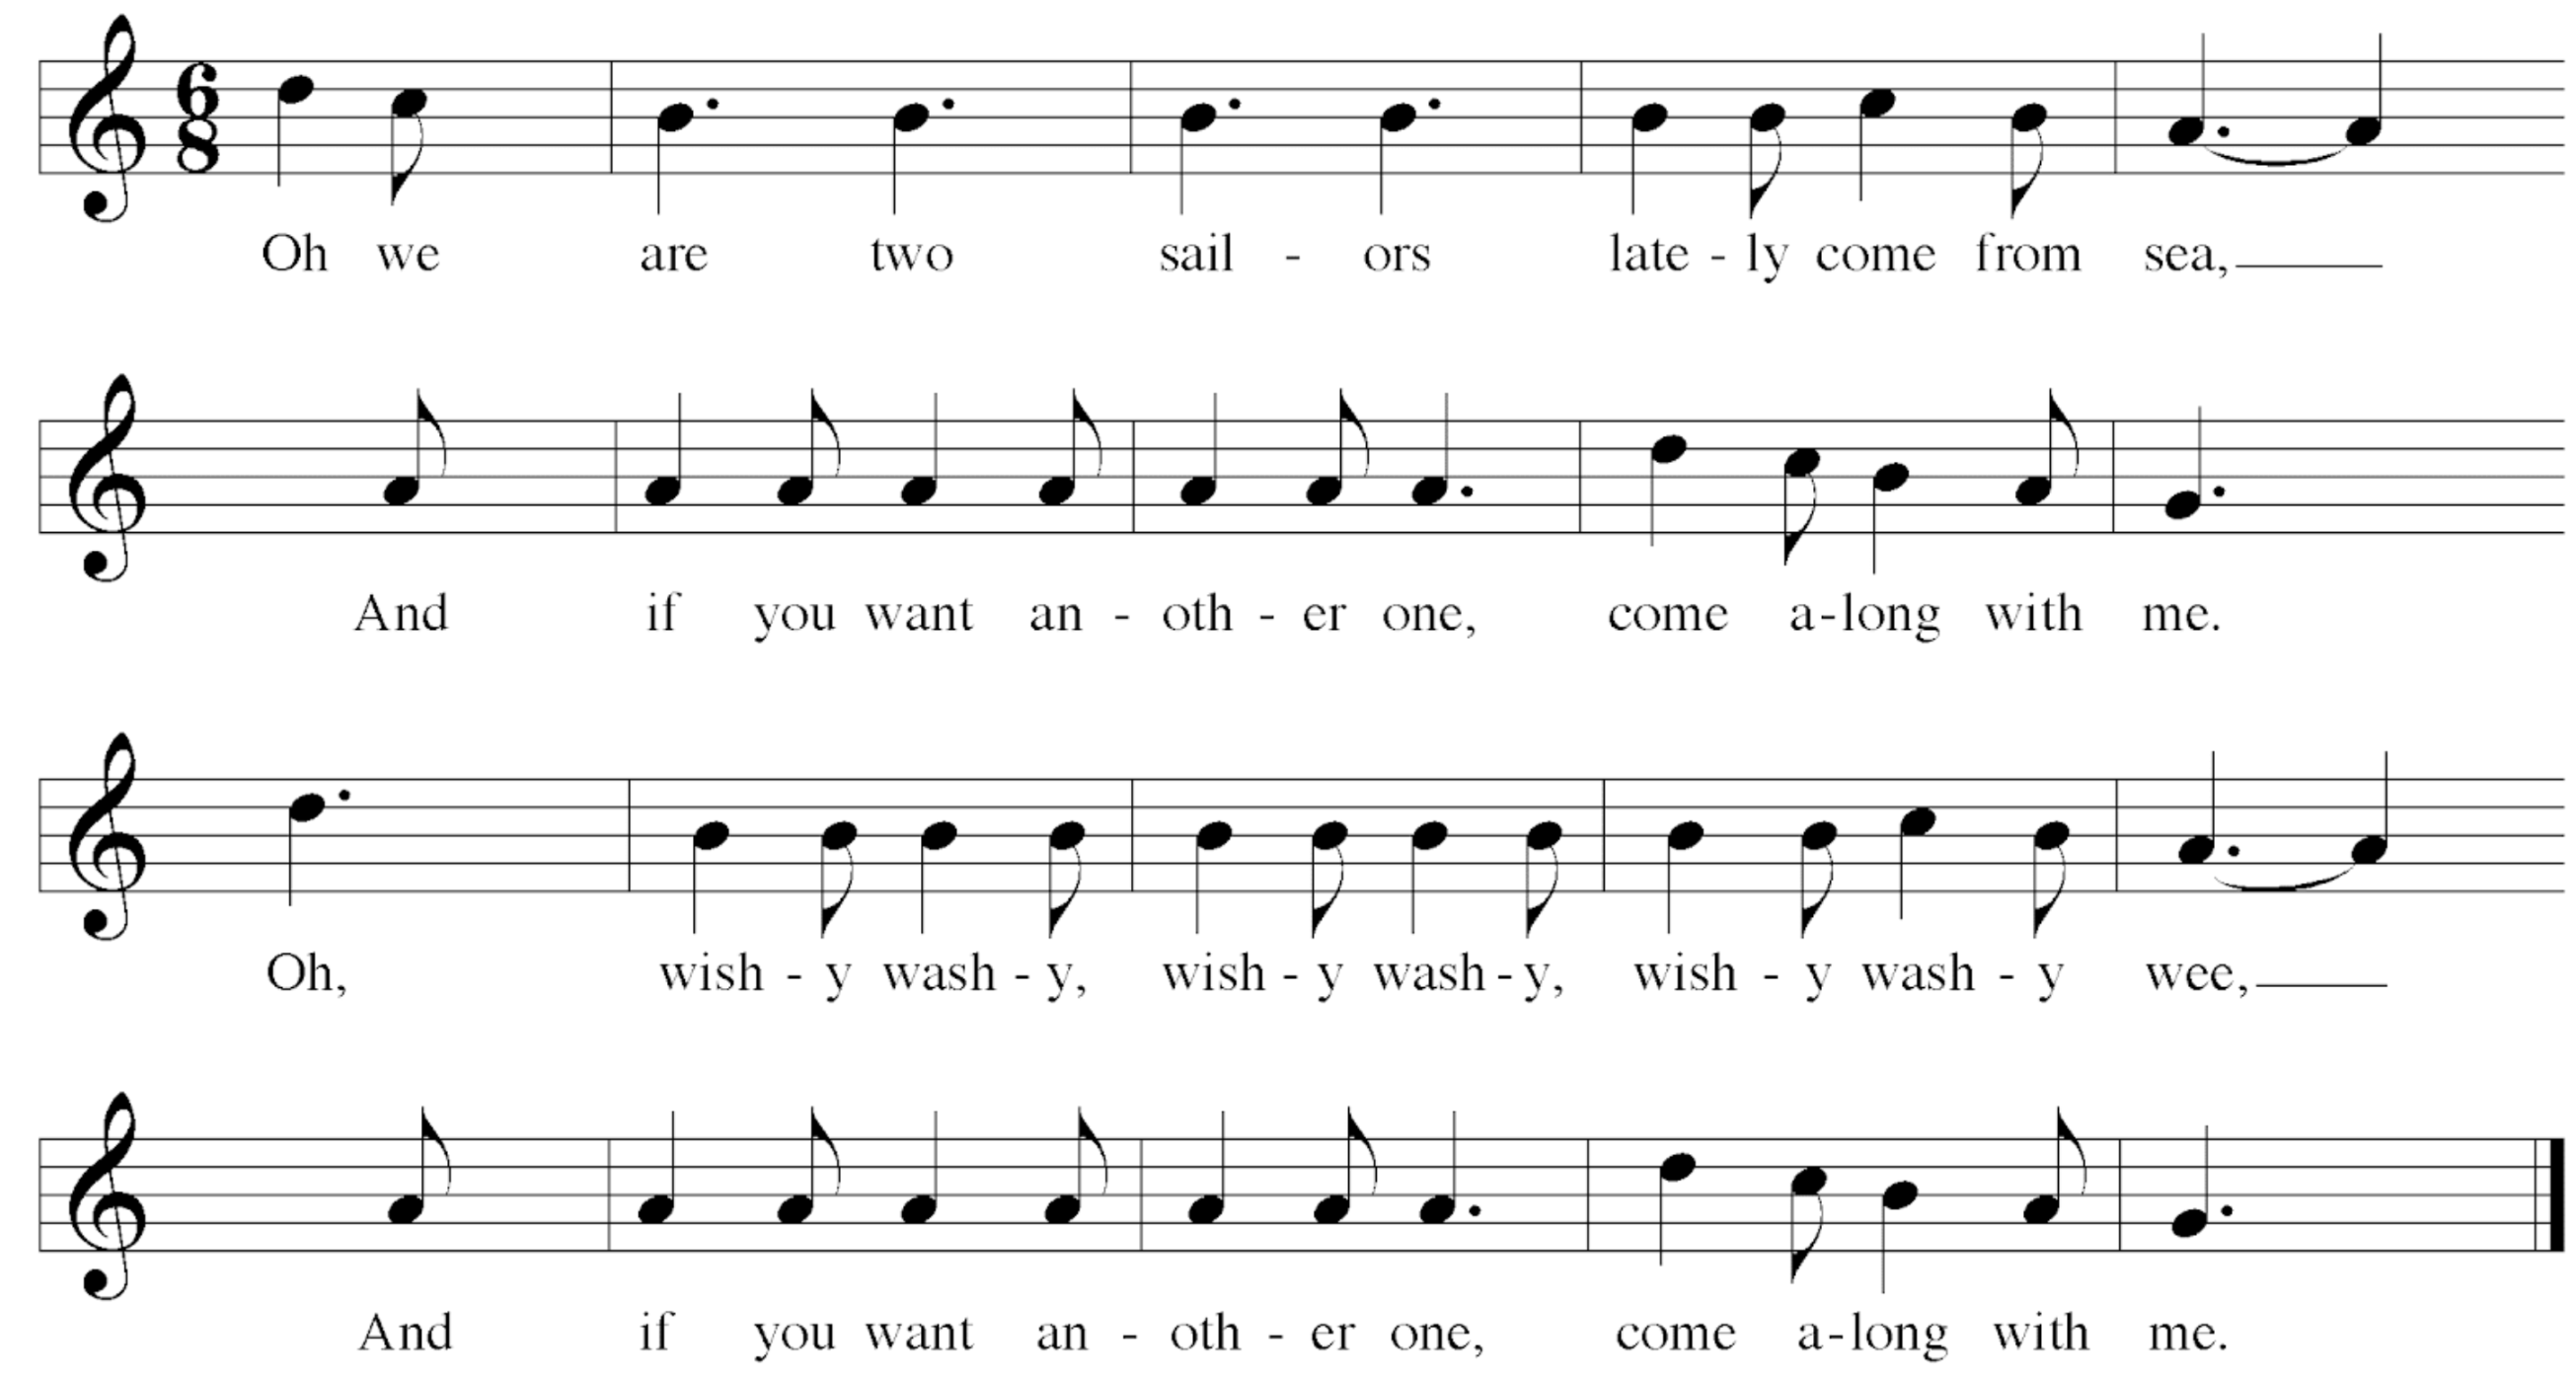 6
8
Oh we are two sail - ors late - ly come from sea,
And if you want an - oth - er one, come a-long with me.
Oh, wish - y wash - y, wish - y wash - y, wish - y wash - y wee,
And if you want an - oth - er one, come a-long with me.